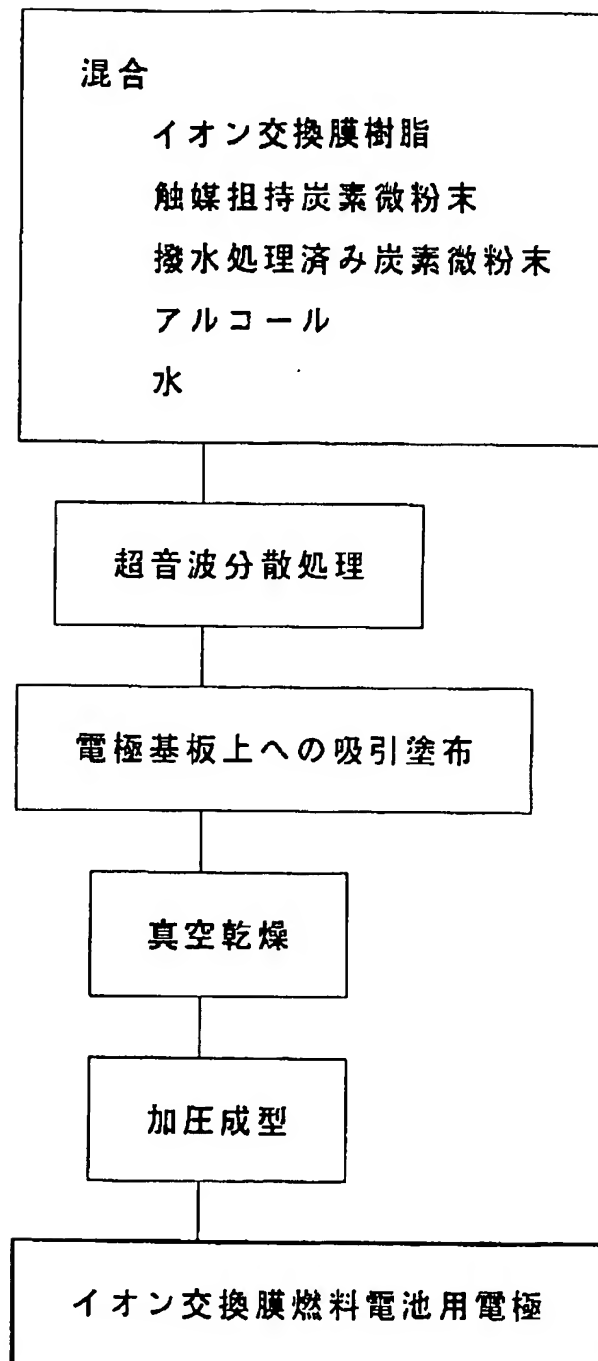 混合
イオン交換膜樹脂
触媒担持炭素微粉末
撥水処理済み炭素微粉末
アルコール
水
超音波分散処理
電極基板上への吸引塗布
真空乾燥
加圧成型
イオン交換膜燃料電池用電極